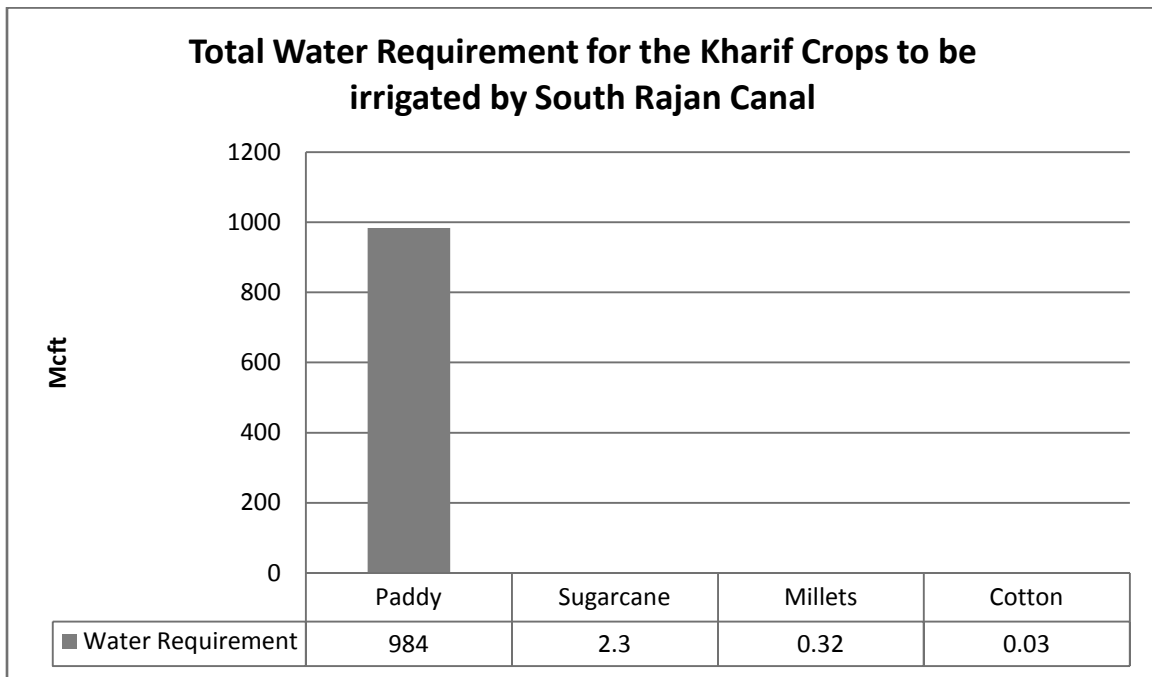 Total Water Requirement for the Kharif Crops to be
irrigated by South Rajan Canal
Mcft
1200
1000
800
600
400
200
0
Paddy Sugarcane Millets Cotton
Water Requirement 984 2.3 0.32 0.03